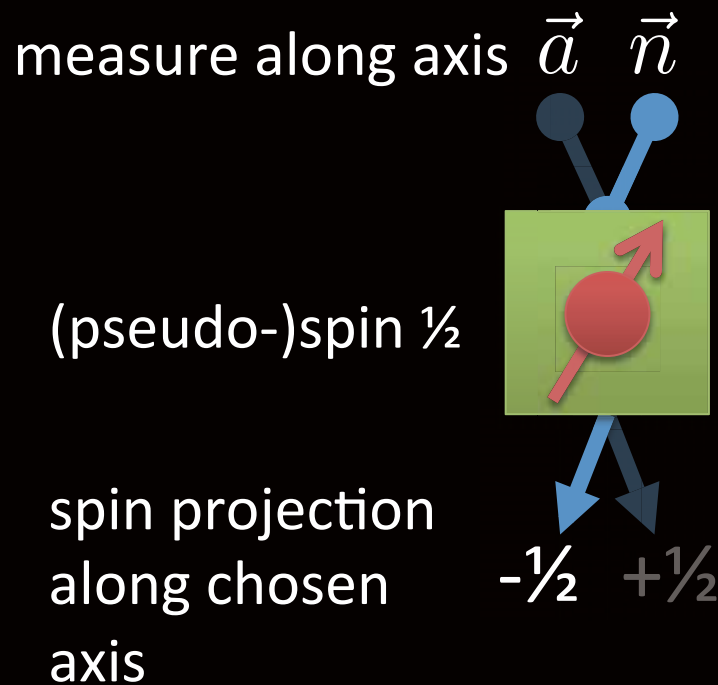 measure along axis a⃗ n⃗
(pseudo-)spin ½
spin projection
along chosen
axis
-½ +½